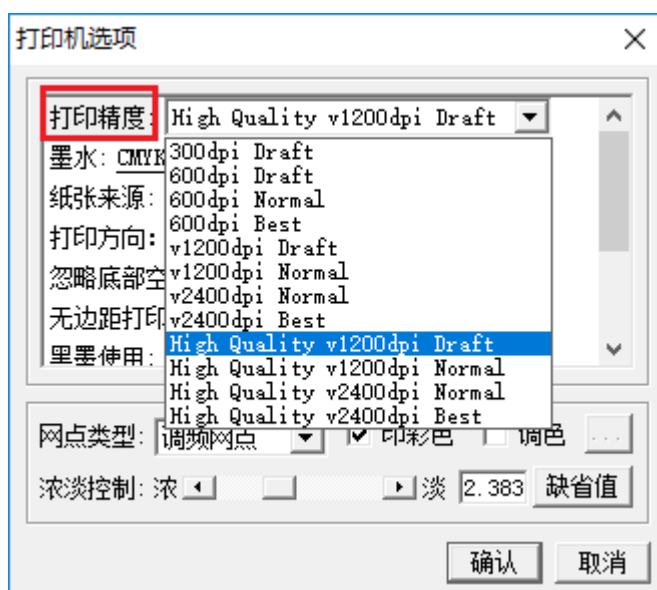 打印机选项
打印精度: High Quality v1200dpi Draft
墨水: CMYK
300dpi Draft
600dpi Draft
纸张来源:
600dpi Normal
600dpi Best
打印方向:
v1200dpi Draft
忽略底部空
v1200dpi Normal
v2400dpi Normal
无边距打印
v2400dpi Best
High Quality v1200dpi Draft
黑墨使用:
High Quality v1200dpi Normal
High Quality v2400dpi Normal
High Quality v2400dpi Best
网点类型: 调频网点 印彩色 调色 ...
浓淡控制: 浓 淡 2.383 缺省值
确认 取消